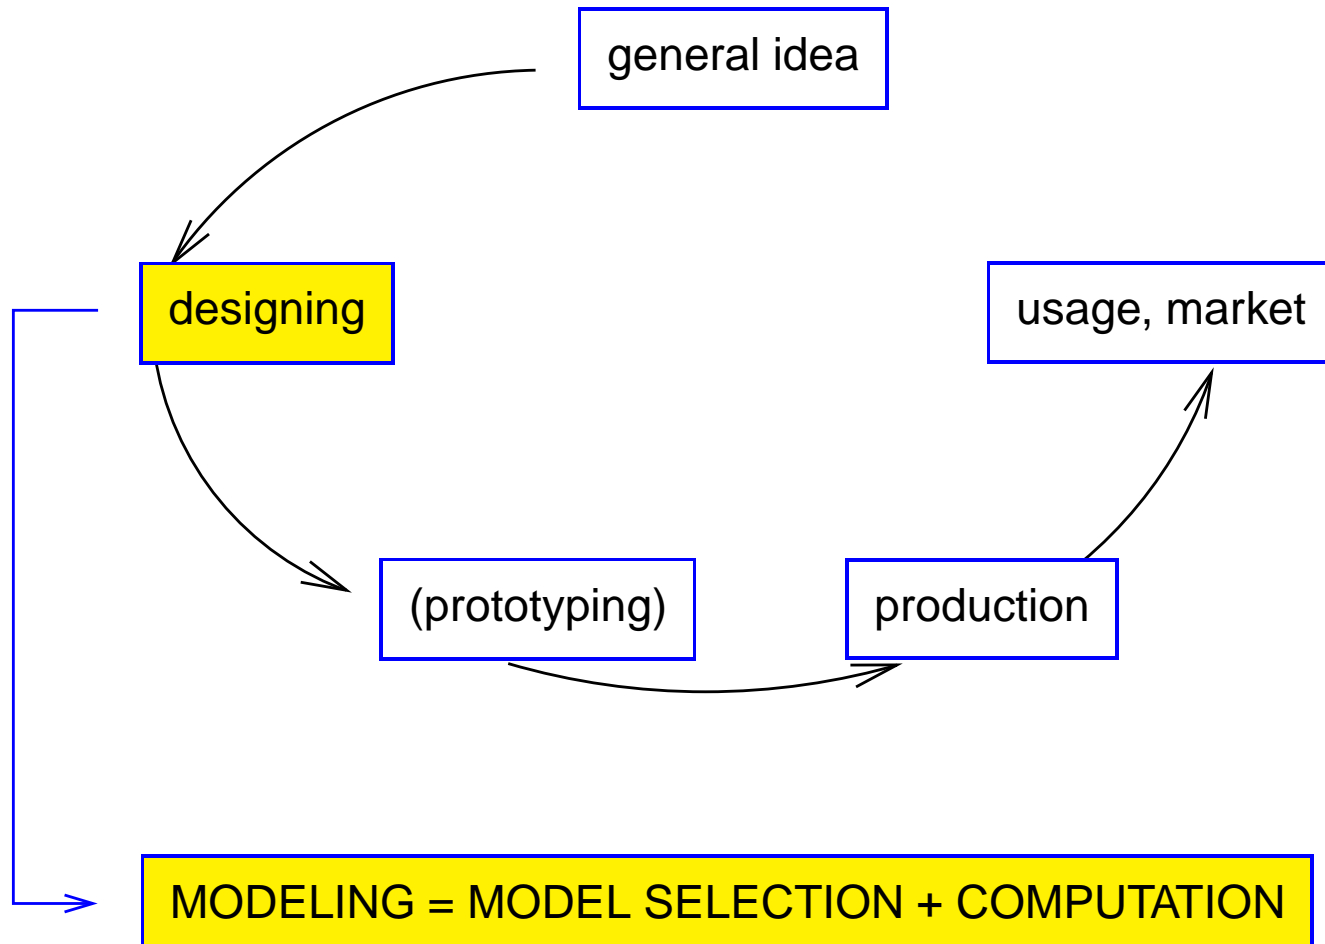 general idea
designing
usage, market
(prototyping)
production
MODELING = MODEL SELECTION + COMPUTATION